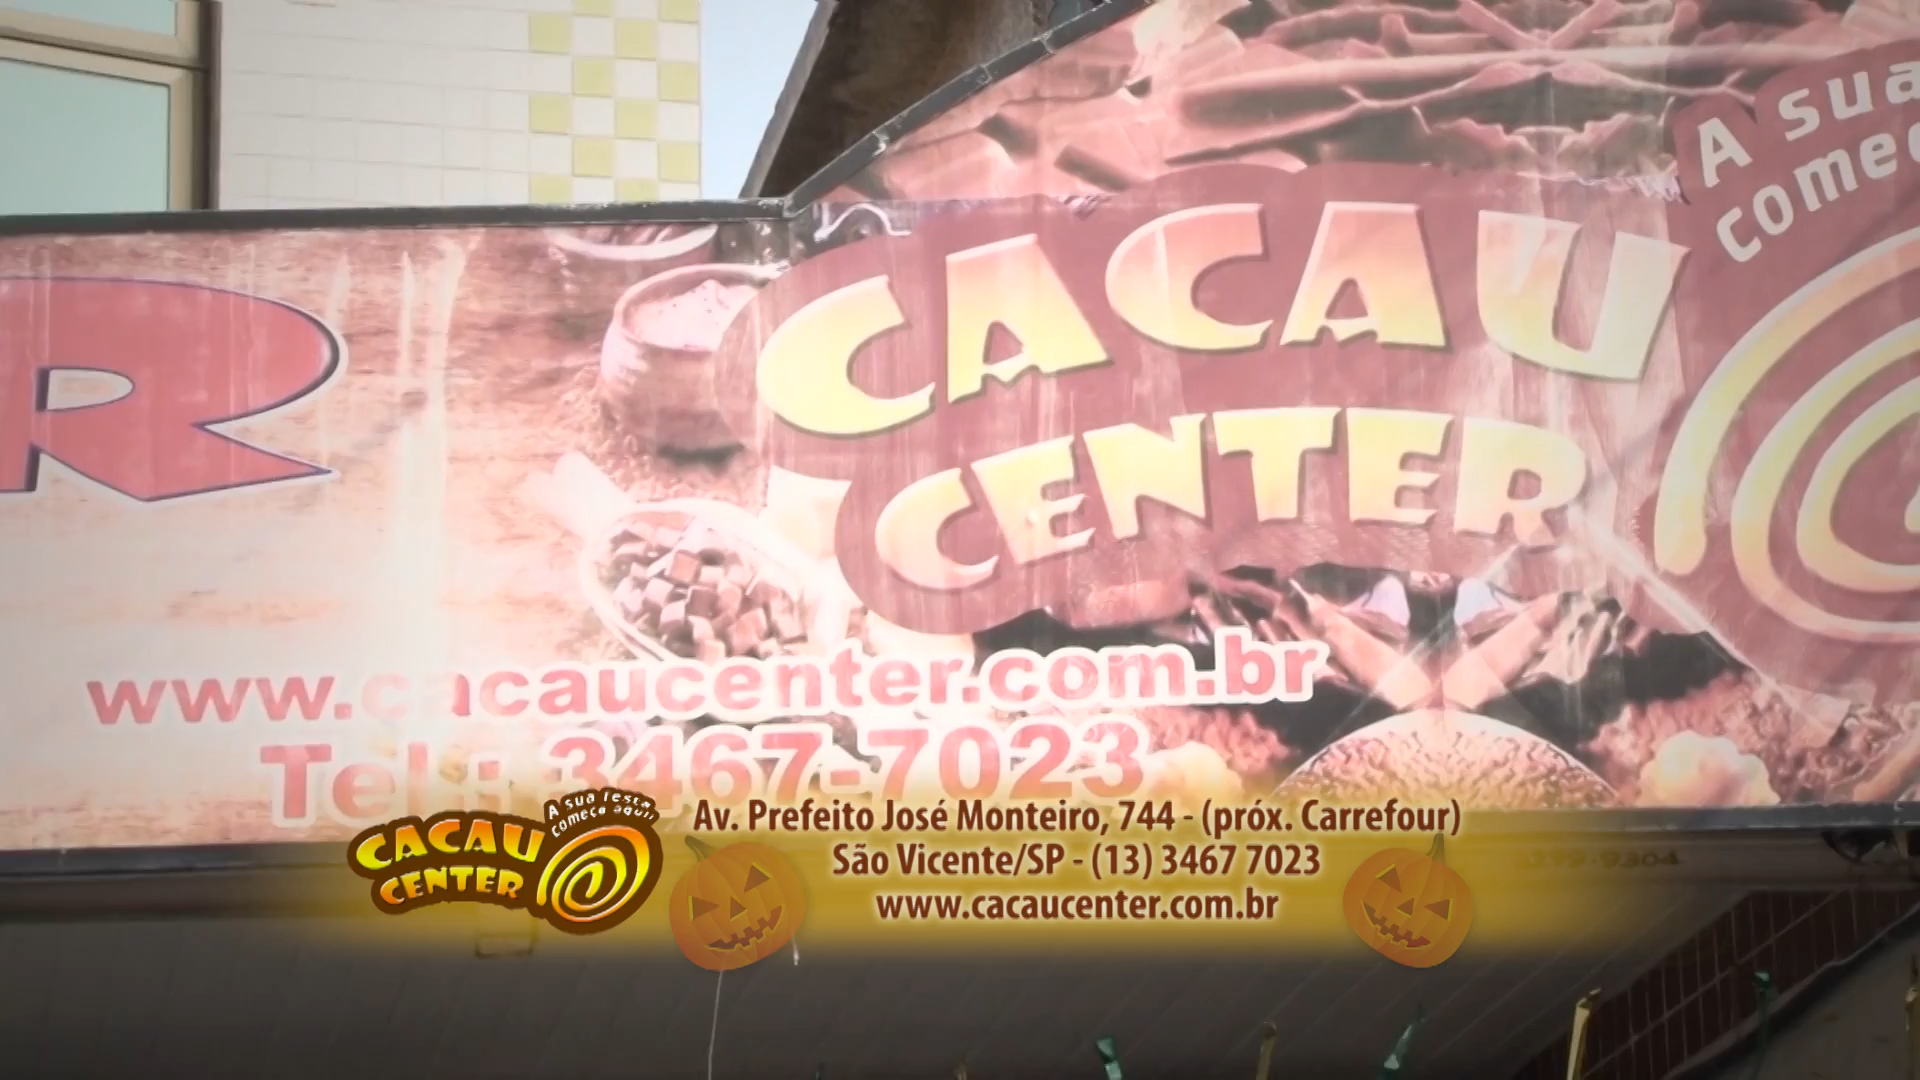 A sua
R
CACAU
CENTER
www.cacaucenter.com.br
Tel.: 3467-7023
A sua festa
começa aqui!
CACAU
CENTER
Av. Prefeito José Monteiro, 744 - (próx. Carrefour)
São Vicente/SP - (13) 3467 7023
www.cacaucenter.com.br